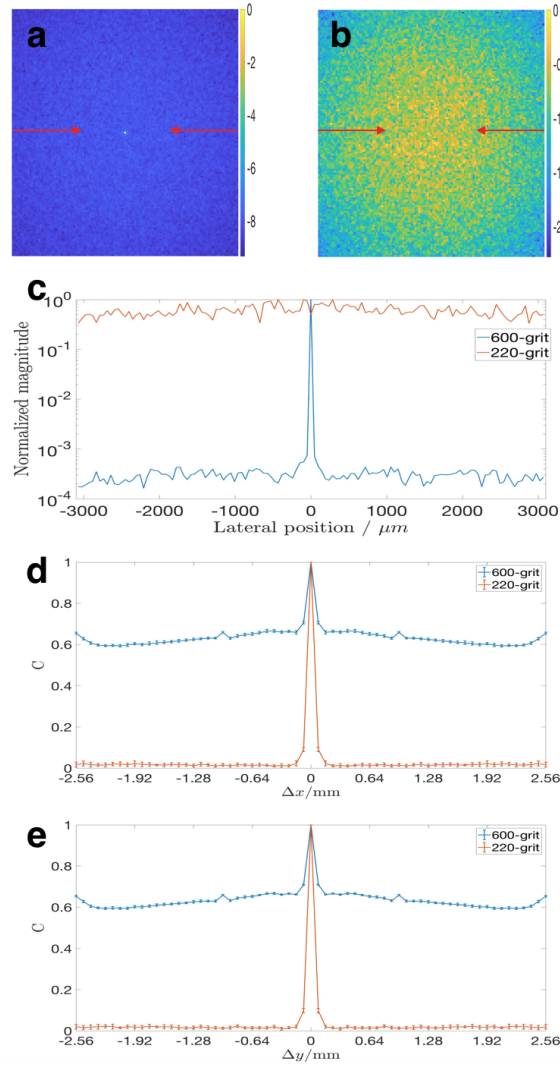 a
0
-2
-4
-6
-8
b
0
c
Normalized magnitude
10^0
10^-1
10^-2
10^-3
10^-4
600-grit
220-grit
-3000 -2000 -1000 0 1000 2000 3000
Lateral position / μm
d
C
1
0.8
0.6
0.4
0.2
0
600-grit
220-grit
-2.56 -1.92 -1.28 -0.64 0 0.64 1.28 1.92 2.56
Δx/mm
e
C
1
0.8
0.6
0.4
0.2
0
600-grit
220-grit
-2.56 -1.92 -1.28 -0.64 0 0.64 1.28 1.92 2.56
Δy/mm